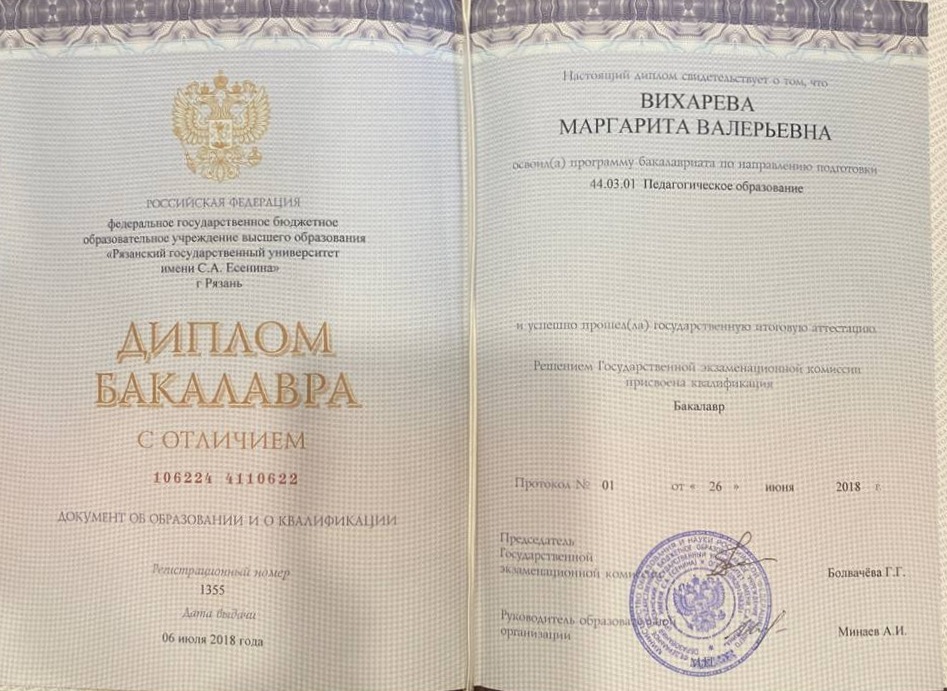 РОССИЙСКАЯ ФЕДЕРАЦИЯ
федеральное государственное бюджетное
образовательное учреждение высшего образования
«Рязанский государственный университет
имени С.А. Есенина»
г Рязань
ДИПЛОМ
БАКАЛАВРА
С ОТЛИЧИЕМ
106224 4110622
ДОКУМЕНТ ОБ ОБРАЗОВАНИИ И О КВАЛИФИКАЦИИ
Регистрационный номер
1355
Дата выдачи
06 июля 2018 года
Настоящий диплом свидетельствует о том, что
ВИХАРЕВА
МАРГАРИТА ВАЛЕРЬЕВНА
освоил(а) программу бакалавриата по направлению подготовки
44.03.01 Педагогическое образование
и успешно прошел(ла) государственную итоговую аттестацию
Решением Государственной экзаменационной комиссии
присвоена квалификация
Бакалавр
Протокол № 01 от « 26 » июня 2018 г.
Председатель
Государственной
экзаменационной комиссии Болвачёва Г.Г.
Руководитель образовательной
организации Минаев А.И.
М.П.